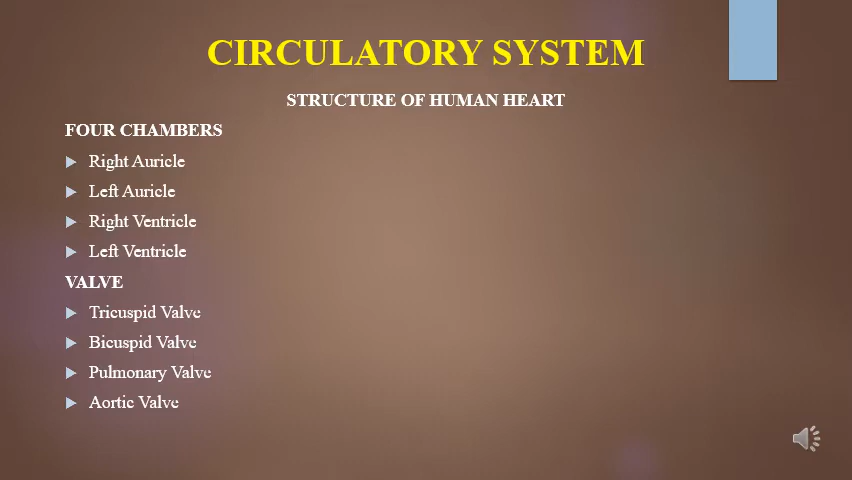 CIRCULATORY SYSTEM
STRUCTURE OF HUMAN HEART
FOUR CHAMBERS
Right Auricle
Left Auricle
Right Ventricle
Left Ventricle
VALVE
Tricuspid Valve
Bicuspid Valve
Pulmonary Valve
Aortic Valve